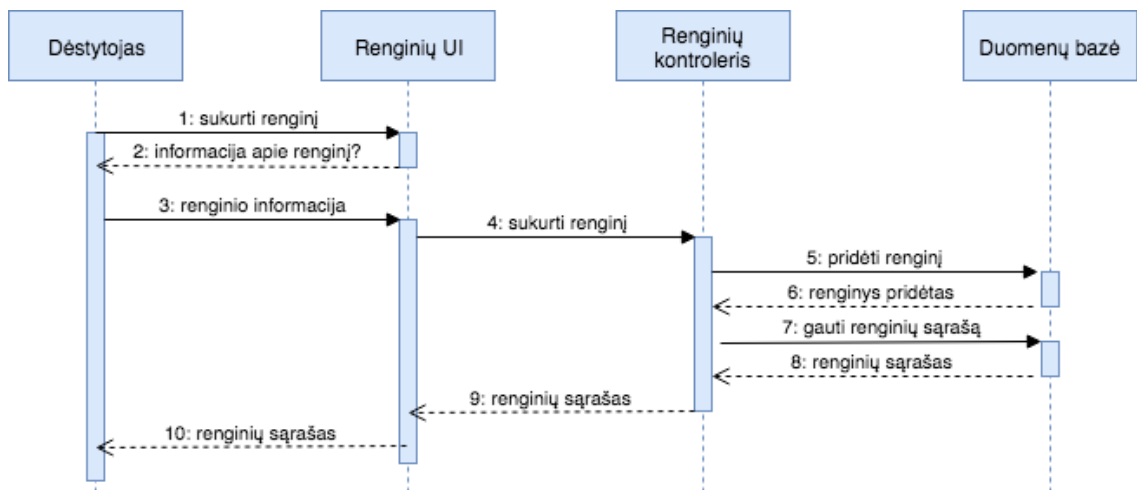 Dėstytojas
Renginių UI
Renginių
kontroleris
Duomenų bazė
1: sukurti renginį
2: informacija apie renginį?
3: renginio informacija
4: sukurti renginį
5: pridėti renginį
6: renginys pridėtas
7: gauti renginių sąrašą
8: renginių sąrašas
9: renginių sąrašas
10: renginių sąrašas